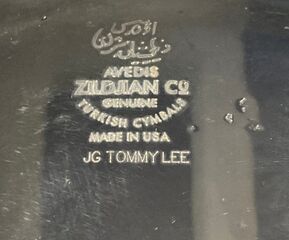 AVEDIS
ZILDJIAN Co
GENUINE
TURKISH CYMBALS
MADE IN USA
JG TOMMY LEE